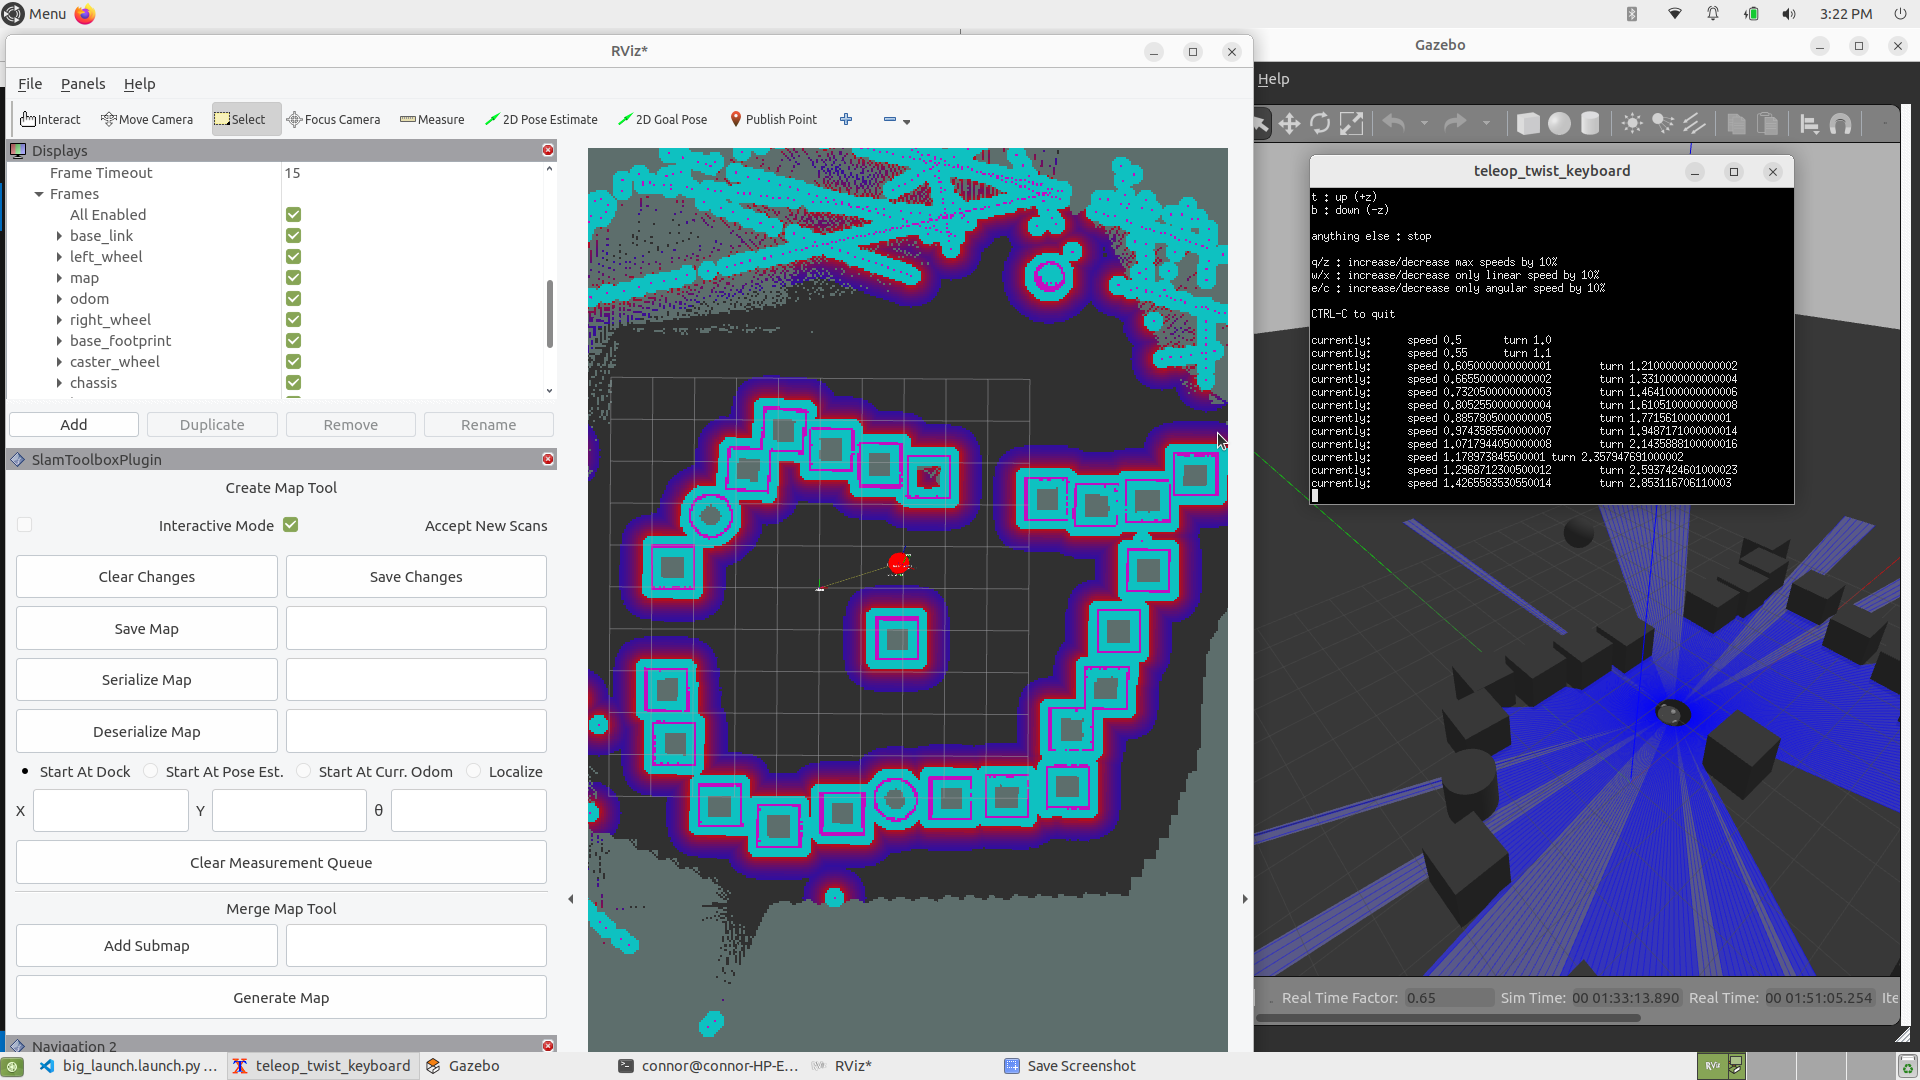 Menu
3:22 PM
RViz*
File Panels Help
Interact Move Camera Select Focus Camera Measure 2D Pose Estimate 2D Goal Pose Publish Point
Displays
Frame Timeout 15
Frames
All Enabled
base_link
left_wheel
map
odom
right_wheel
base_footprint
caster_wheel
chassis
Add Duplicate Remove Rename
SlamToolboxPlugin
Create Map Tool
Interactive Mode Accept New Scans
Clear Changes Save Changes
Save Map
Serialize Map
Deserialize Map
Start At Dock Start At Pose Est. Start At Curr. Odom Localize
X Y θ
Clear Measurement Queue
Merge Map Tool
Add Submap
Generate Map
Navigation 2
Gazebo
Help
teleop_twist_keyboard
t : up (+z)
b : down (-z)
anything else : stop
q/z : increase/decrease max speeds by 10%
w/x : increase/decrease only linear speed by 10%
e/c : increase/decrease only angular speed by 10%
CTRL-C to quit
currently: speed 0.5 turn 1.0
currently: speed 0.55 turn 1.1
currently: speed 0.6050000000000001 turn 1.2100000000000002
currently: speed 0.6655000000000002 turn 1.3310000000000004
currently: speed 0.7320500000000003 turn 1.4641000000000006
currently: speed 0.8052550000000004 turn 1.6105100000000008
currently: speed 0.8857805000000005 turn 1.771561000000001
currently: speed 0.9743585500000007 turn 1.9487171000000014
currently: speed 1.0717944050000008 turn 2.1435888100000016
currently: speed 1.178973845500001 turn 2.357947691000002
currently: speed 1.2968712300500012 turn 2.5937424601000023
currently: speed 1.4265583530550014 turn 2.853116706110003
Real Time Factor: 0.65 Sim Time: 00 01:33:13.890 Real Time: 00 01:51:05.254 Ite
big_launch.launch.py ... teleop_twist_keyboard Gazebo connor@connor-HP-E... RViz* Save Screenshot
RViz